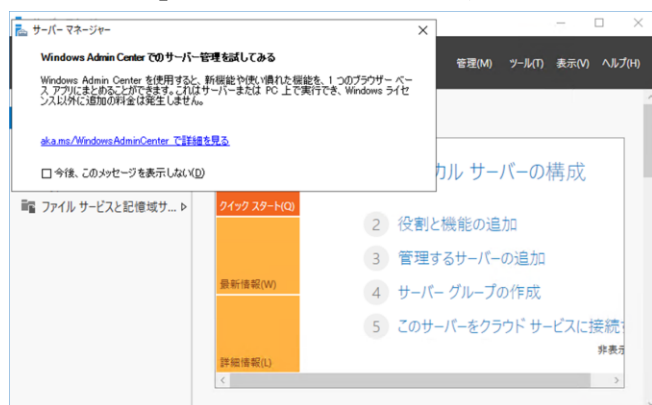 サーバー マネージャー
Windows Admin Center でのサーバー管理を試してみる
Windows Admin Center を使用すると、新機能や使い慣れた機能を、1 つのブラウザー ベー
ス アプリにまとめることができます。これはサーバーまたは PC 上で実行でき、Windows ライセ
ンス以外に追加の料金は発生しません。
aka.ms/WindowsAdminCenter で詳細を見る
今後、このメッセージを表示しない(D)
管理(M) ツール(T) 表示(V) ヘルプ(H)
カル サーバーの構成
ファイル サービスと記憶域サ...
クイック スタート(Q)
2 役割と機能の追加
3 管理するサーバーの追加
最新情報(W)
4 サーバー グループの作成
5 このサーバーをクラウド サービスに接続
非表示
詳細情報(L)